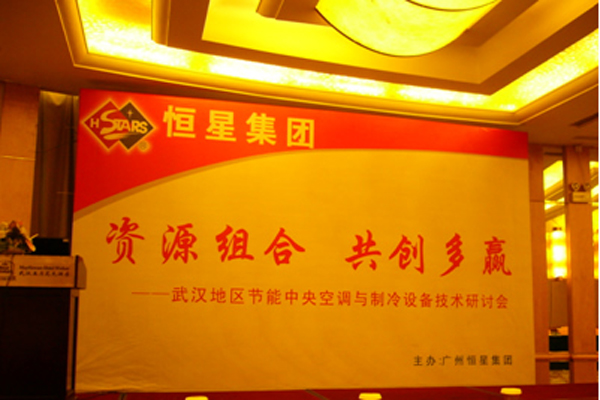 H STARS
®
恒星集团
资源组合 共创多赢
——武汉地区节能中央空调与制冷设备技术研讨会
主办:广州恒星集团